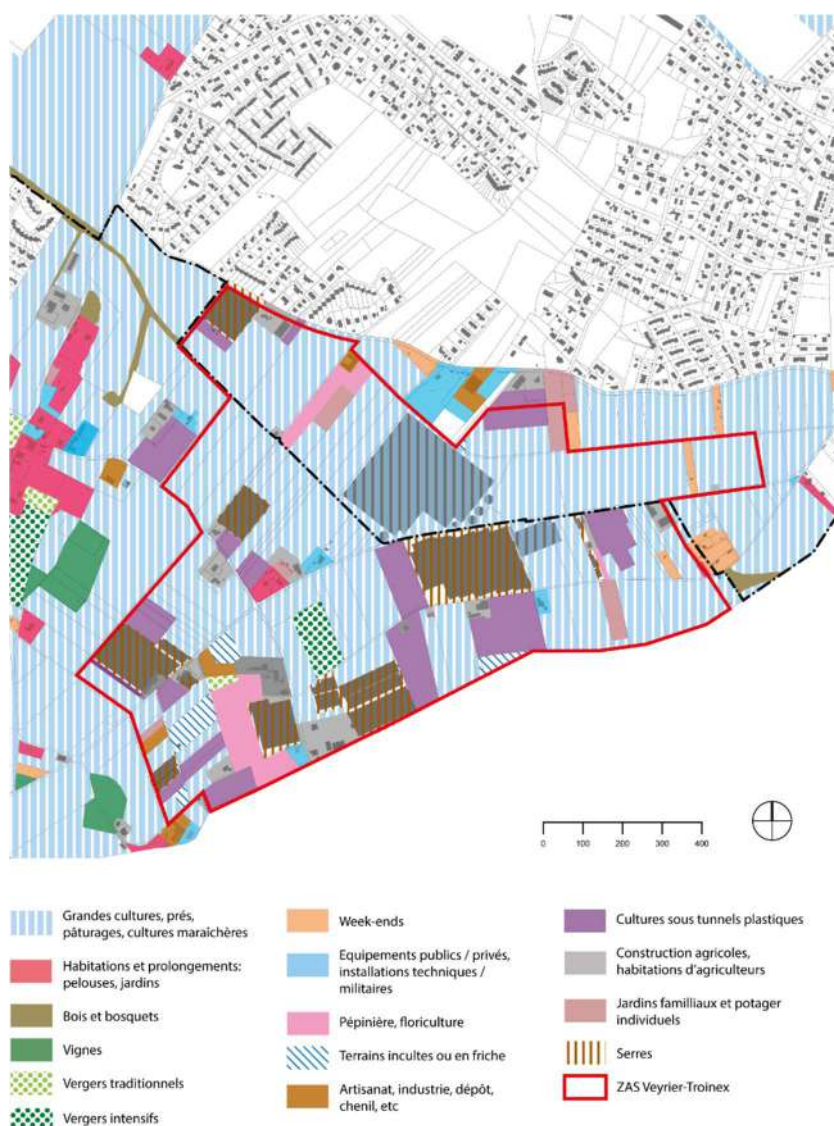 0 100 200 300 400
Grandes cultures, prés,
pâturages, cultures maraîchères
Habitations et prolongements:
pelouses, jardins
Bois et bosquets
Vignes
Vergers traditionnels
Vergers intensifs
Week-ends
Equipements publics / privés,
installations techniques /
militaires
Pépinière, floriculture
Terrains incultes ou en friche
Artisanat, industrie, dépôt,
chenil, etc
Cultures sous tunnels plastiques
Construction agricoles,
habitations d'agriculteurs
Jardins familliaux et potager
individuels
Serres
ZAS Veyrier-Troinex